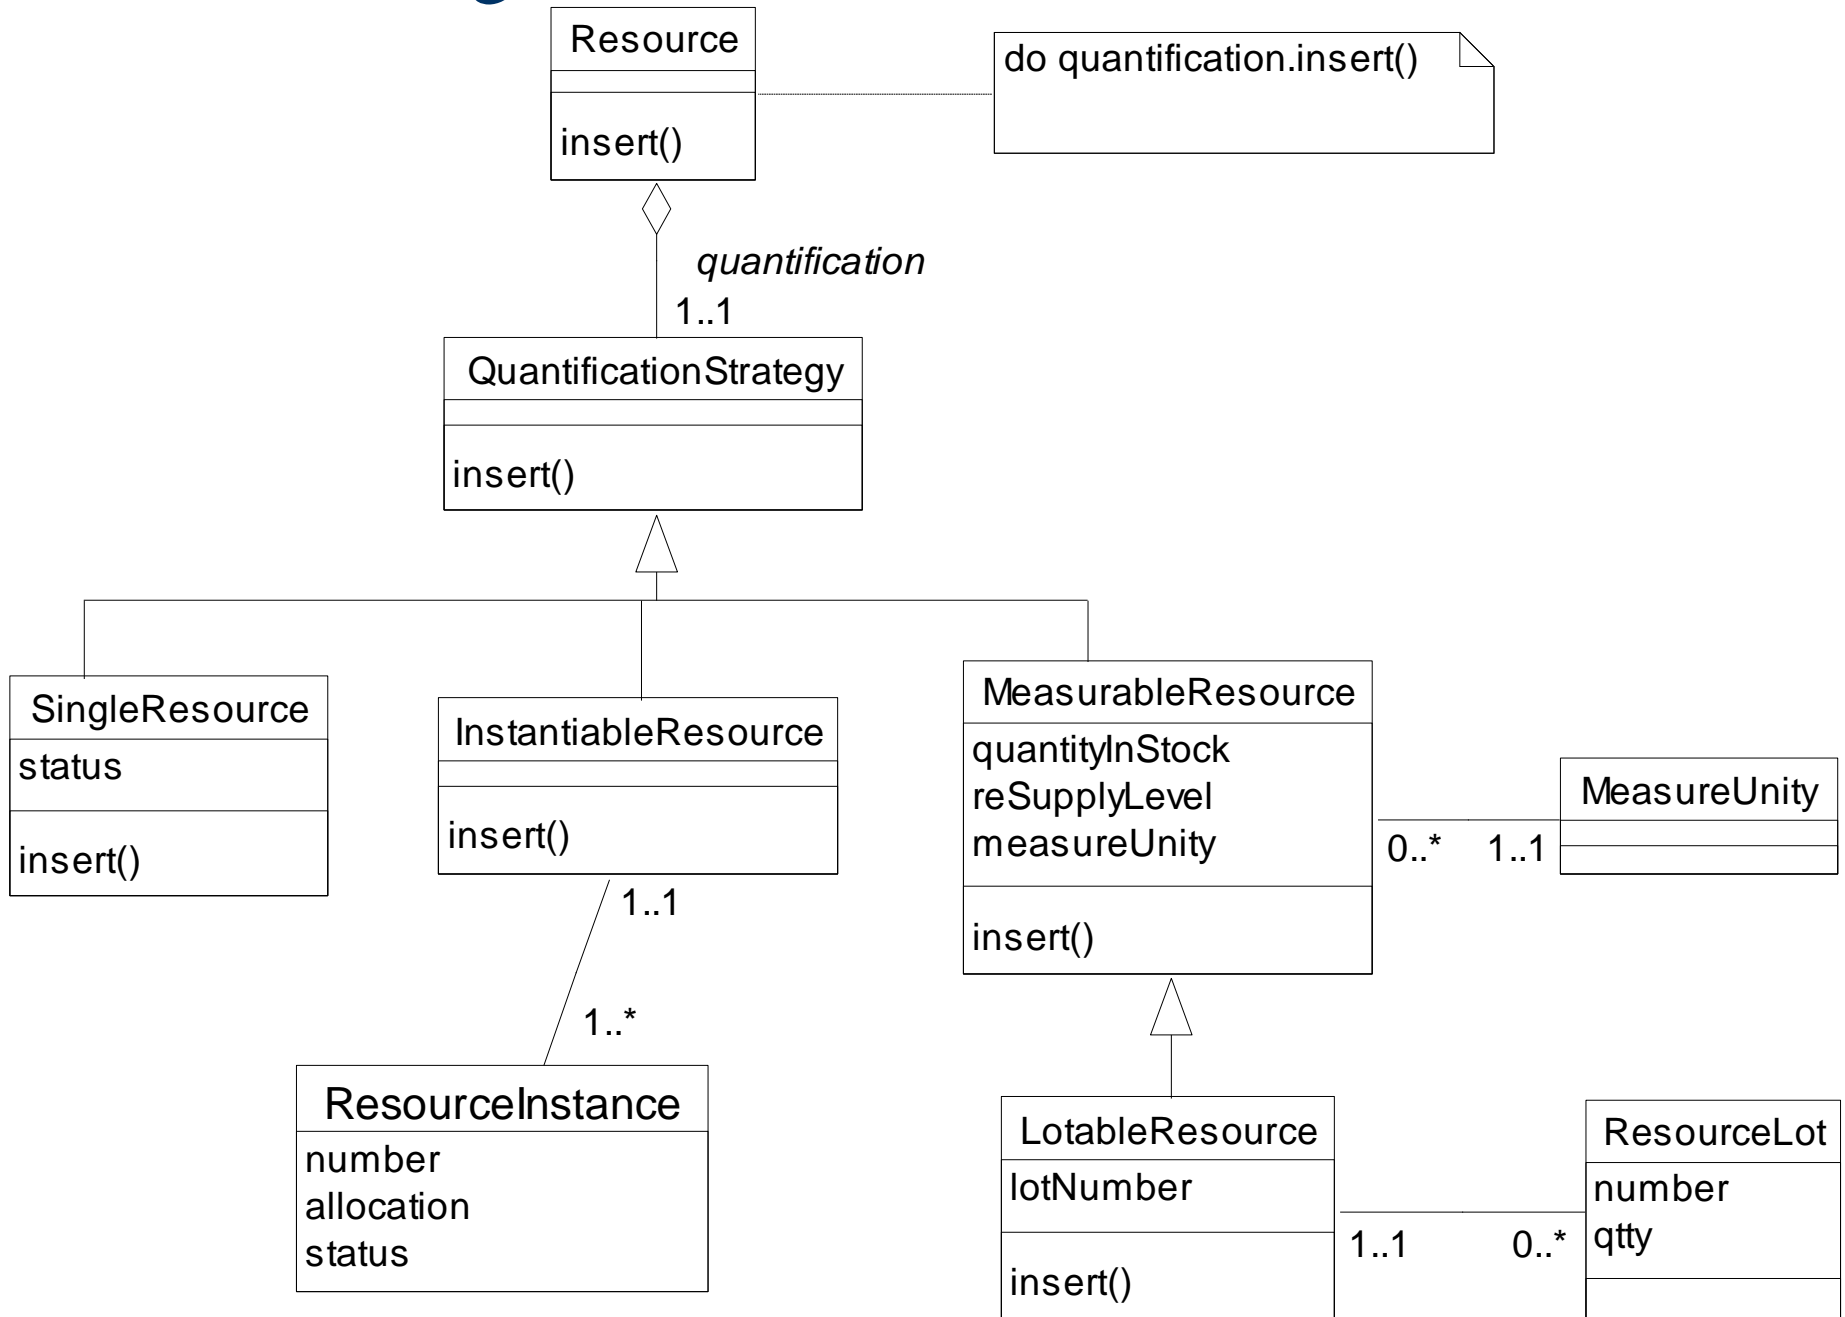 Resource
insert()
do quantification.insert()
quantification
1..1
QuantificationStrategy
insert()
SingleResource
status
insert()
InstantiableResource
insert()
MeasurableResource
quantityInStock
reSupplyLevel
measureUnity
insert()
0..*
1..1
MeasureUnity
1..1
1..*
ResourceInstance
number
allocation
status
LotableResource
lotNumber
insert()
1..1
0..*
ResourceLot
number
qtty